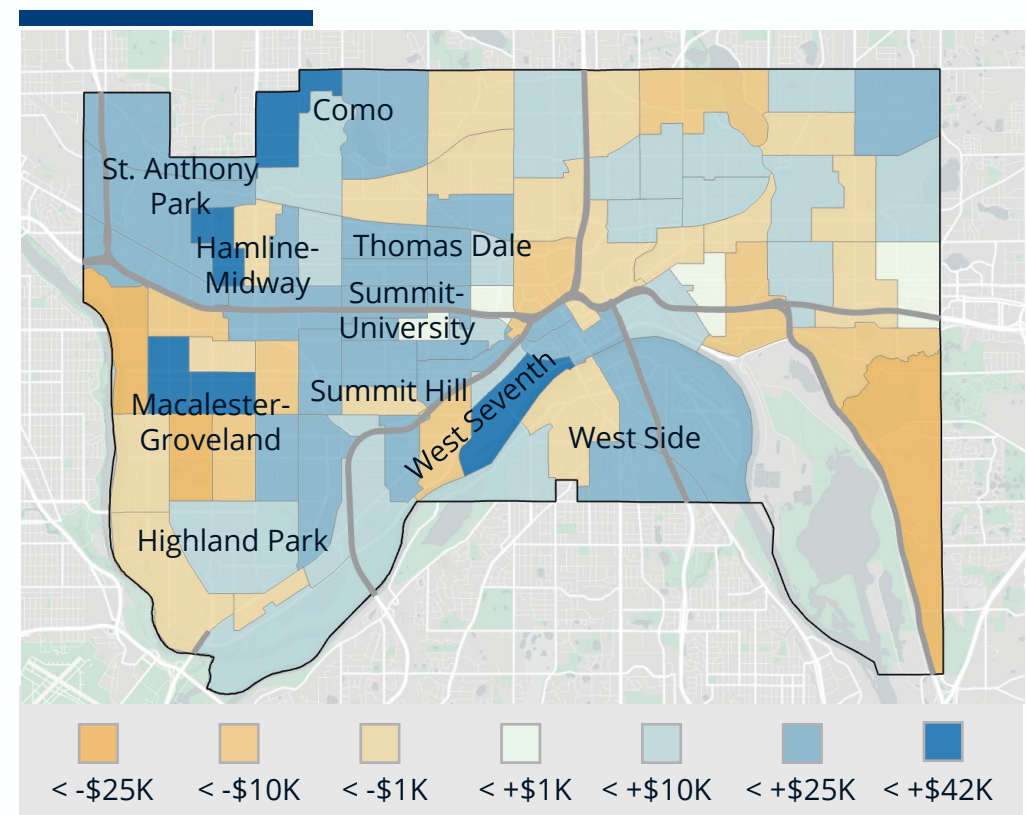 Como
St. Anthony
Park
Hamline-
Midway
Thomas Dale
Summit-
University
Summit Hill
Macalester-
Groveland
West Seventh
West Side
Highland Park
< -$25K
< -$10K
< -$1K
< +$1K
< +$10K
< +$25K
< +$42K